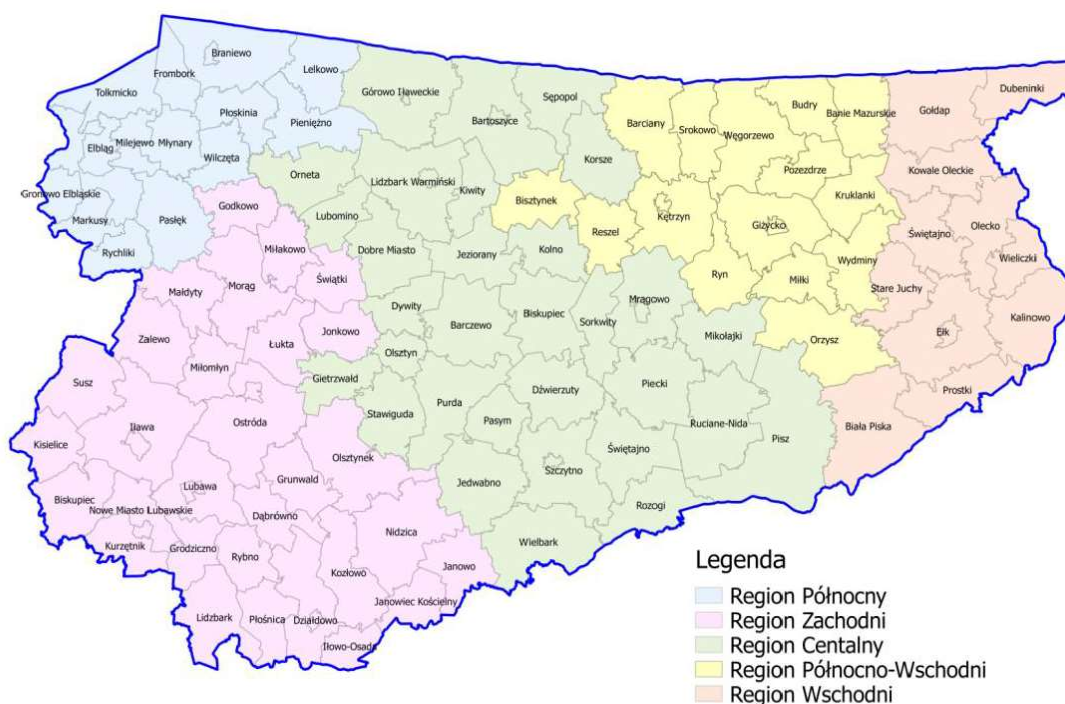 Braniewo
Lelkowo
Frombork
Tolkmicko
Płoskinia
Pieniężno
Elbląg
Milejewo
Młynary
Wilczęta
Gronowo Elbląskie
Markusy
Pasłęk
Rychliki
Godkowo
Miłakowo
Świątki
Morąg
Małdyty
Zalewo
Łukta
Jonkowo
Miłomłyn
Susz
Iława
Ostróda
Kisielice
Olsztynek
Grunwald
Lubawa
Biskupiec
Nowe Miasto Lubawskie
Dąbrówno
Kurzętnik
Grodziczno
Rybno
Nidzica
Kozłowo
Janowo
Janowiec Kościelny
Lidzbark
Płośnica
Działdowo
Iłowo-Osada
Górowo Iławeckie
Bartoszyce
Sępopol
Korsze
Orneta
Lidzbark Warmiński
Kiwity
Lubomino
Dobre Miasto
Jeziorany
Kolno
Dywity
Barczewo
Biskupiec
Sorkwity
Mrągowo
Mikołajki
Olsztyn
Gietrzwałd
Stawiguda
Purda
Pasym
Dźwierzuty
Piecki
Ruciane-Nida
Pisz
Świętajno
Szczytno
Jedwabno
Rozogi
Wielbark
Barciany
Srokowo
Węgorzewo
Budry
Banie Mazurskie
Pozezdrze
Kruklanki
Bisztynek
Reszel
Kętrzyn
Giżycko
Wydminy
Ryn
Miłki
Orzysz
Gołdap
Dubeninki
Kowale Oleckie
Świętajno
Olecko
Wieliczki
Stare Juchy
Ełk
Kalinowo
Prostki
Biała Piska
Legenda
Region Północny
Region Zachodni
Region Centalny
Region Północno-Wschodni
Region Wschodni